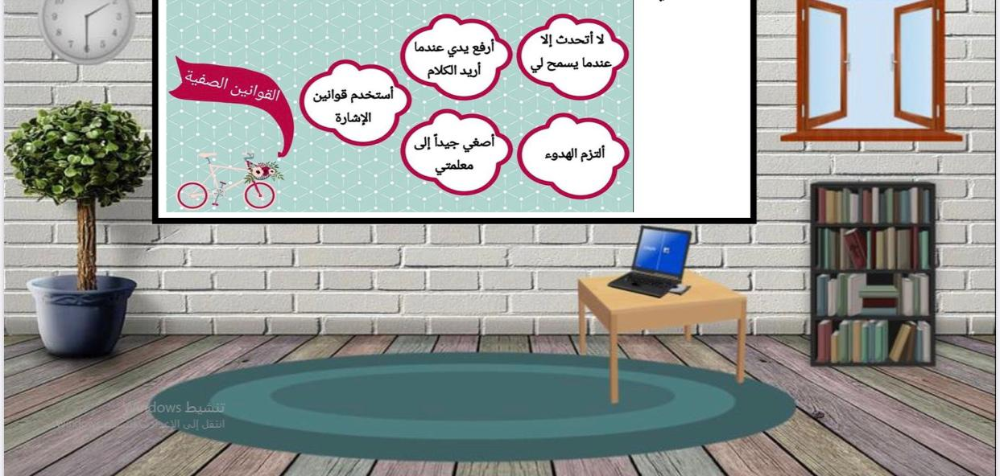 القوانين الصفية
لا أتحدث إلا
عندما يسمح لي
أرفع يدي عندما
أريد الكلام
أستخدم قوانين
الإشارة
ألتزم الهدوء
أصغي جيداً إلى
معلمتي
تنشيط Windows